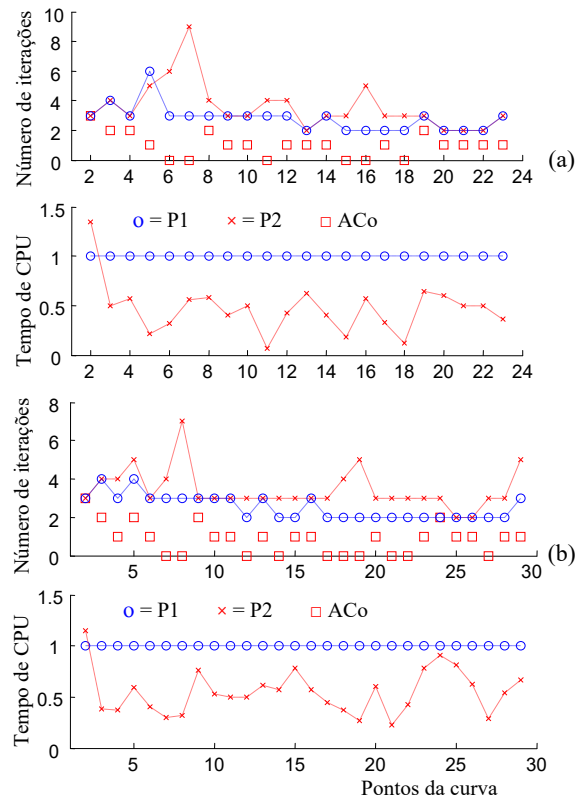 Número de iterações
10
8
6
4
2
0
2 4 6 8 10 12 14 16 18 20 22 24
(a)
Tempo de CPU
1.5
1
0.5
0
o = P1 × = P2 □ ACo
2 4 6 8 10 12 14 16 18 20 22 24
Número de iterações
8
6
4
2
0
5 10 15 20 25 30
(b)
Tempo de CPU
1.5
1
0.5
0
o = P1 × = P2 □ ACo
5 10 15 20 25 30
Pontos da curva